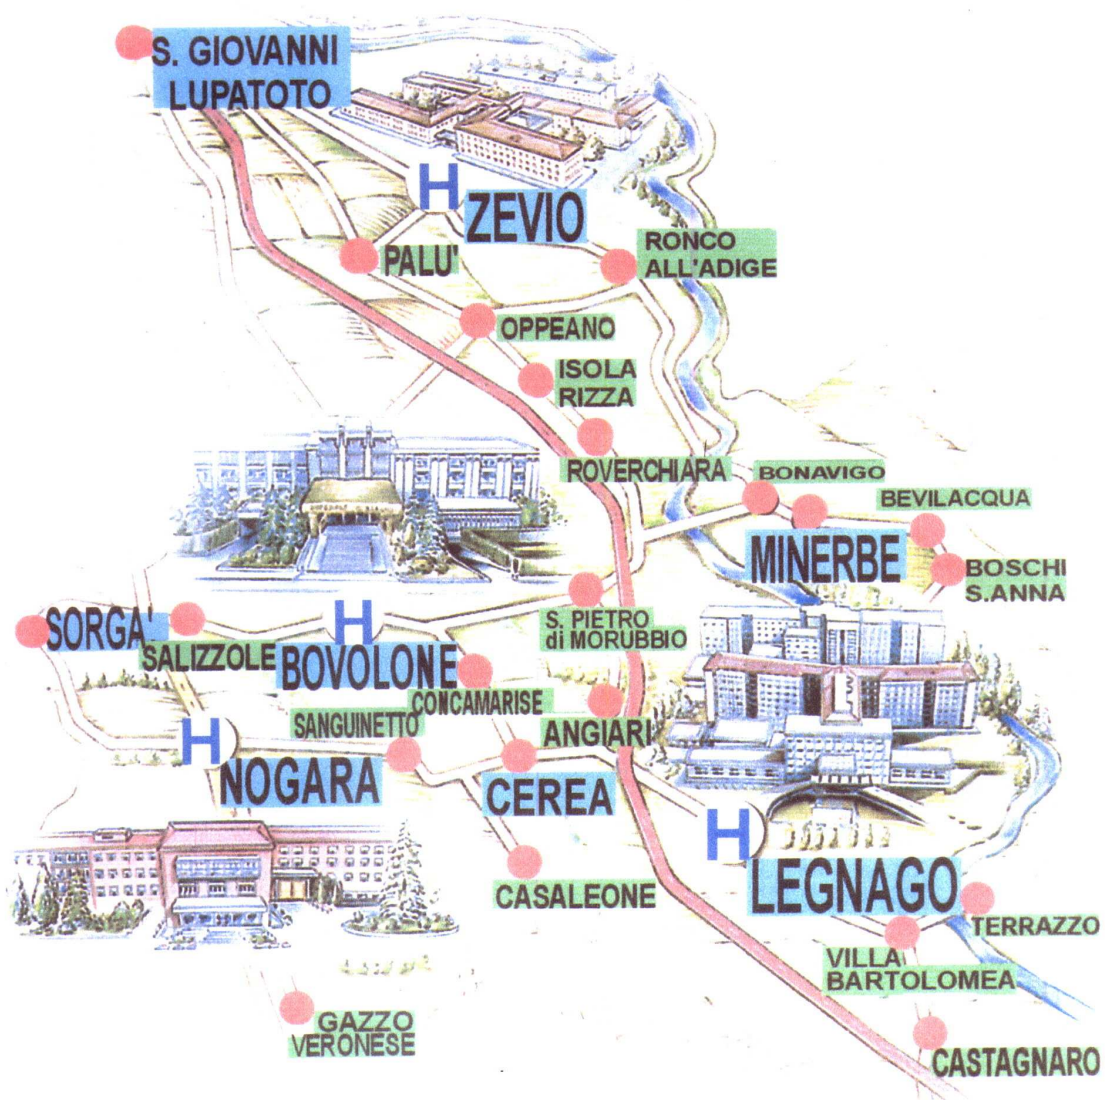 S. GIOVANNI
LUPATOTO
H
ZEVIO
PALU'
RONCO
ALL'ADIGE
OPPEANO
ISOLA
RIZZA
ROVERCHIARA
BONAVIGO
BEVILACQUA
MINERBE
BOSCHI
S.ANNA
H
SORGA'
SALIZZOLE
BOVOLONE
S. PIETRO
di MORUBBIO
CONCAMARISE
SANGUINETTO
ANGIARI
H
NOGARA
CEREA
H
LEGNAGO
CASALEONE
TERRAZZO
VILLA
BARTOLOMEA
GAZZO
VERONESE
CASTAGNARO